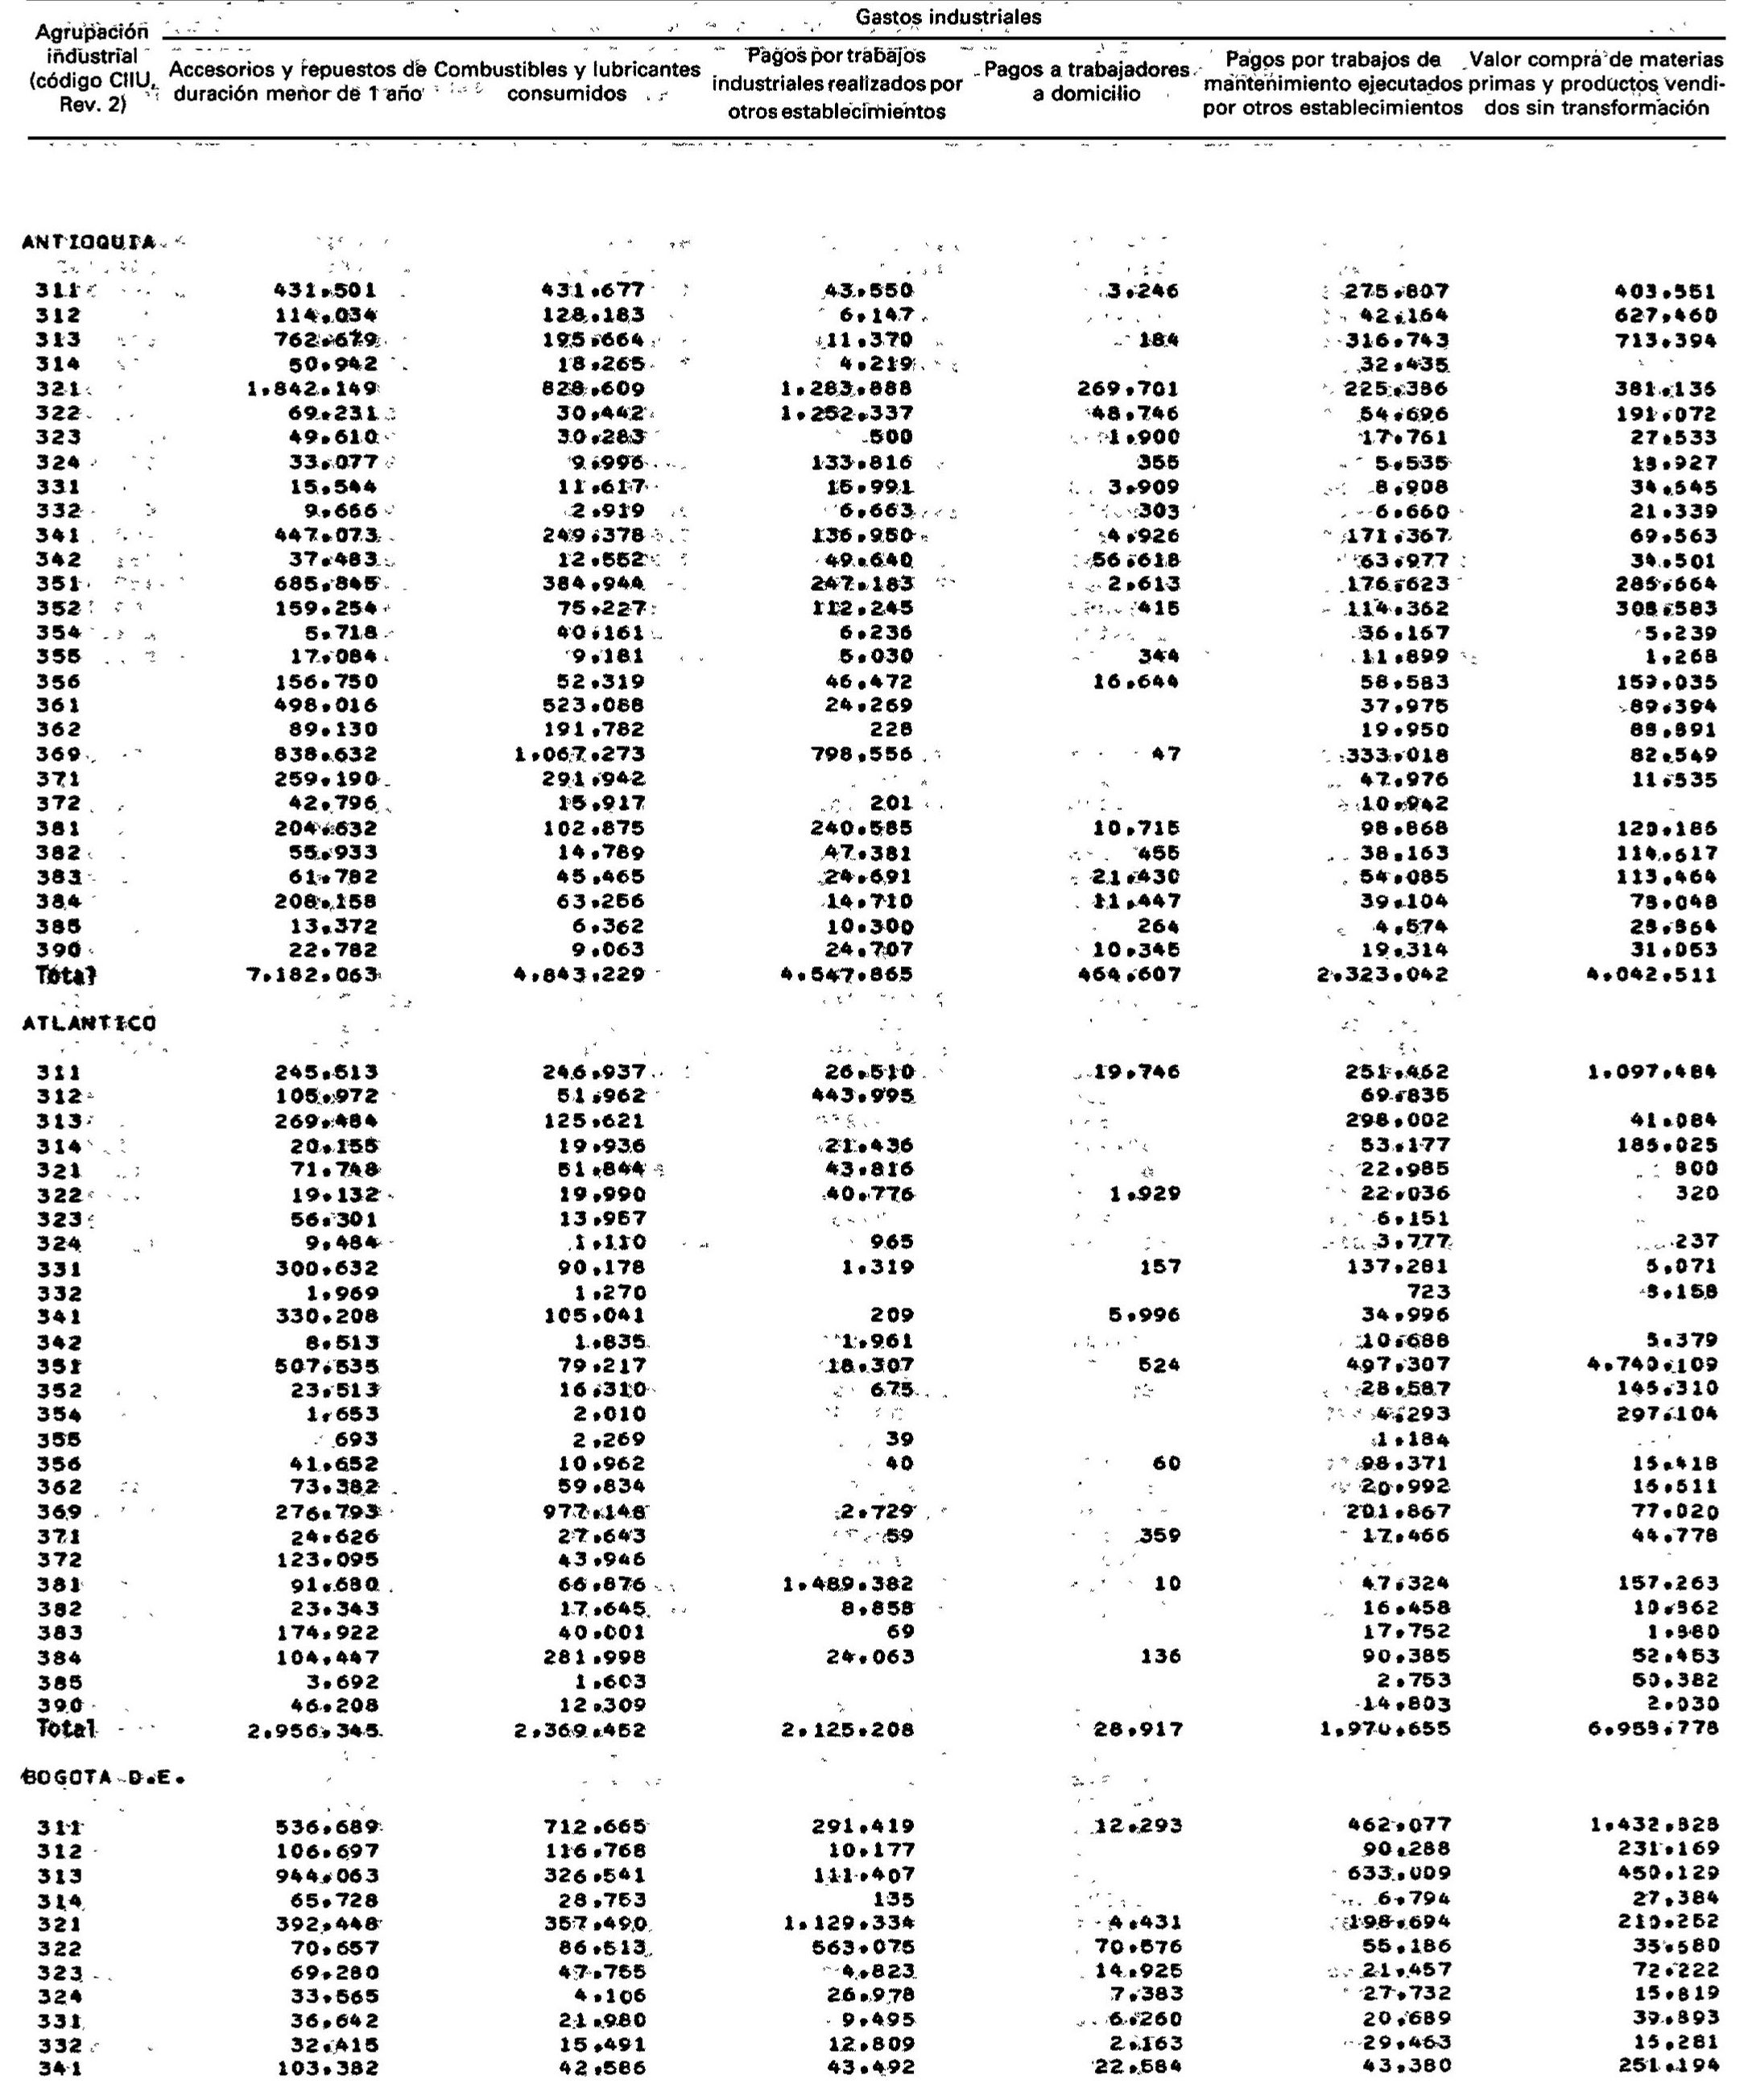 Gastos industriales
Agrupación industrial (código CIIU, Rev. 2)
Accesorios y repuestos de duración menor de 1 año
Combustibles y lubricantes consumidos
Pagos por trabajos industriales realizados por otros establecimientos
Pagos a trabajadores a domicilio
Pagos por trabajos de mantenimiento ejecutados por otros establecimientos
Valor compra de materias primas y productos vendidos sin transformación
ANTIOQUIA
311 431.501 431.677 43.550 3.246 275.807 403.551
312 114.034 128.183 6.147 42.164 627.460
313 762.679 195.664 11.370 184 316.743 713.394
314 50.942 18.265 4.219 32.435
321 1.842.149 828.609 1.283.888 269.701 225.386 381.136
322 69.231 30.442 1.252.337 48.746 54.696 191.072
323 49.610 30.283 500 1.900 17.761 27.533
324 33.077 9.996 133.816 355 5.535 13.927
331 15.544 11.617 15.991 3.909 8.908 34.545
332 9.666 2.919 6.663 303 6.660 21.339
341 447.073 249.378 136.950 4.926 171.367 69.563
342 37.483 12.552 49.640 56.618 63.977 34.501
351 685.845 384.944 247.183 2.613 176.623 285.664
352 159.254 75.227 112.245 415 114.362 308.583
354 5.718 40.161 6.236 36.167 5.239
355 17.084 9.181 5.030 344 11.899 1.268
356 156.750 52.319 46.472 16.644 58.583 159.035
361 498.016 523.088 24.269 37.975 89.394
362 89.130 191.782 228 19.950
369 838.632 1.067.273 798.556 47 333.018 82.549
371 259.190 291.942 47.976 11.535
372 42.796 15.917 201 10.942
381 204.632 102.875 240.585 10.715 98.868
382 55.933 14.789 47.381 455 38.163 114.617
383 61.782 45.465 24.691 21.430 54.085 113.464
384 208.158 63.256 14.710 11.447 39.104
385 13.372 6.362 10.300 264 4.574
390 22.782 9.063 24.707 10.345 19.314 31.053
Total 7.182.063 4.843.229 4.547.865 464.607 2.323.042 4.042.511
ATLANTICO
311 245.513 246.937 26.510 19.746 251.462 1.097.484
312 105.972 51.962 443.995 69.835
313 269.484 125.621 298.002 41.084
314 20.155 19.936 21.436 53.177 185.025
321 71.748 51.844 43.816 22.985
322 19.132 19.990 40.776 1.929 22.036 320
323 56.301 13.957 6.151
324 9.484 1.110 965 3.777 237
331 300.632 90.178 1.319 157 137.281 5.071
332 1.969 1.270 723
341 330.208 105.041 209 5.996 34.996
342 8.513 1.835 1.961 10.688 5.379
351 507.535 79.217 18.307 524 497.307 4.740.109
352 23.513 16.310 675 28.587 145.310
354 1.653 2.010 4.293 297.104
355 693 2.269 39 1.184
356 41.652 10.962 40 60 98.371 15.418
362 73.382 59.834 20.992 16.511
369 276.793 977.148 2.729 201.867 77.020
371 24.626 27.643 59 359 17.466 44.778
372 123.095 43.946
381 91.680 66.876 1.489.382 10 47.324 157.263
382 23.343 17.645 8.858 16.458
383 174.922 40.001 69 17.752
384 104.447 281.998 24.063 136 90.385 52.453
385 3.692 1.603 2.753 50.382
390 46.208 12.309 14.803 2.030
Total 2.956.345 2.369.452 2.125.208 28.917 1.970.655 6.953.778
BOGOTA D.E.
311 536.689 712.665 291.419 12.293 462.077
312 106.697 116.768 10.177 90.288 231.169
313 944.063 326.541 111.407 633.009 450.129
314 65.728 28.753 135 6.794 27.384
321 392.448 357.490 1.129.334 4.431 198.694 210.252
322 70.657 86.513 563.075 70.576 55.186 35.580
323 69.280 47.755 4.823 14.925 21.457 72.222
324 33.565 4.106 26.978 7.383 27.732 15.819
331 36.642 21.980 9.495 6.260 20.689 39.893
332 32.415 15.491 12.809 2.163 29.463 15.281
341 103.382 42.586 43.492 22.584 43.380 251.194